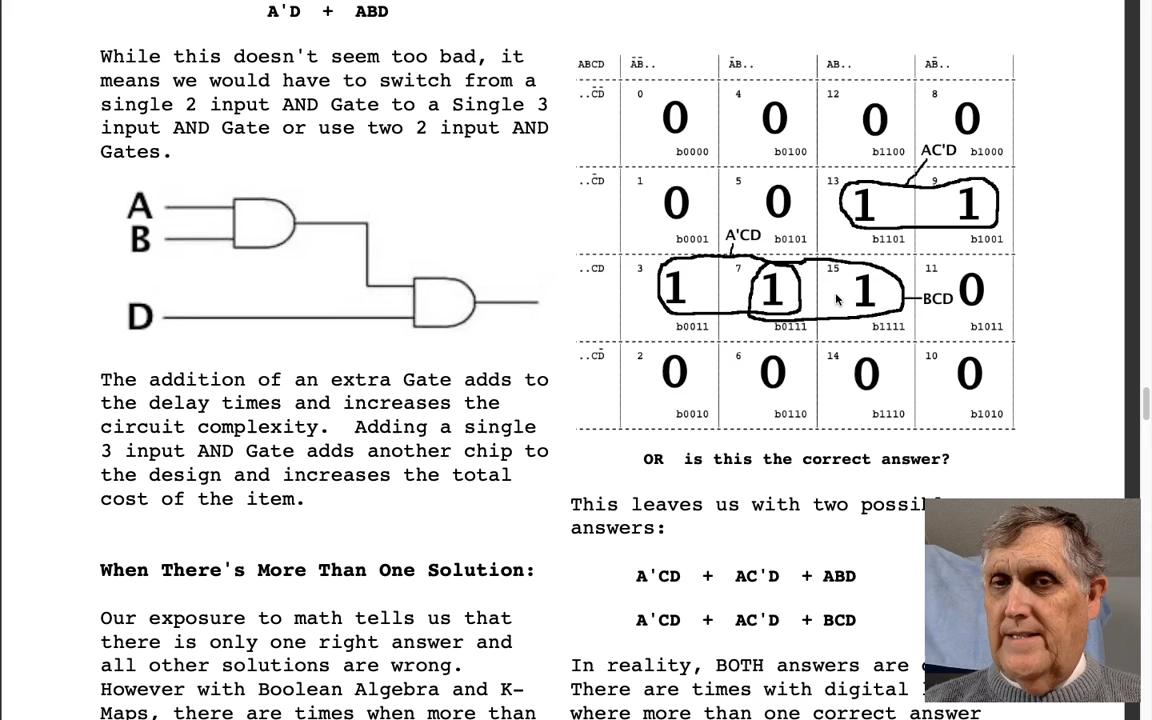 A'D + ABD
While this doesn't seem too bad, it
means we would have to switch from a
single 2 input AND Gate to a Single 3
input AND Gate or use two 2 input AND
Gates.
A
B
D
The addition of an extra Gate adds to
the delay times and increases the
circuit complexity. Adding a single
3 input AND Gate adds another chip to
the design and increases the total
cost of the item.
When There's More Than One Solution:
Our exposure to math tells us that
there is only one right answer and
all other solutions are wrong.
However with Boolean Algebra and K-
Maps, there are times when more than
ABCD A̅B̅.. A̅B.. AB.. AB̅..
..C̅D̅ 0 0 4 0 12 0 8 0
b0000 b0100 b1100 AC'D b1000
..C̅D 1 0 5 0 13 1 9 1
b0001 A'CD b0101 b1101 b1001
..CD 3 1 7 1 15 1 11 0
BCD
b0011 b0111 b1111 b1011
..CD̅ 2 0 6 0 14 0 10 0
b0010 b0110 b1110 b1010
OR is this the correct answer?
This leaves us with two
answers:
A'CD + AC'D + ABD
A'CD + AC'D + BCD
In reality, BOTH answers are
There are times with digital
where more than one correct answer